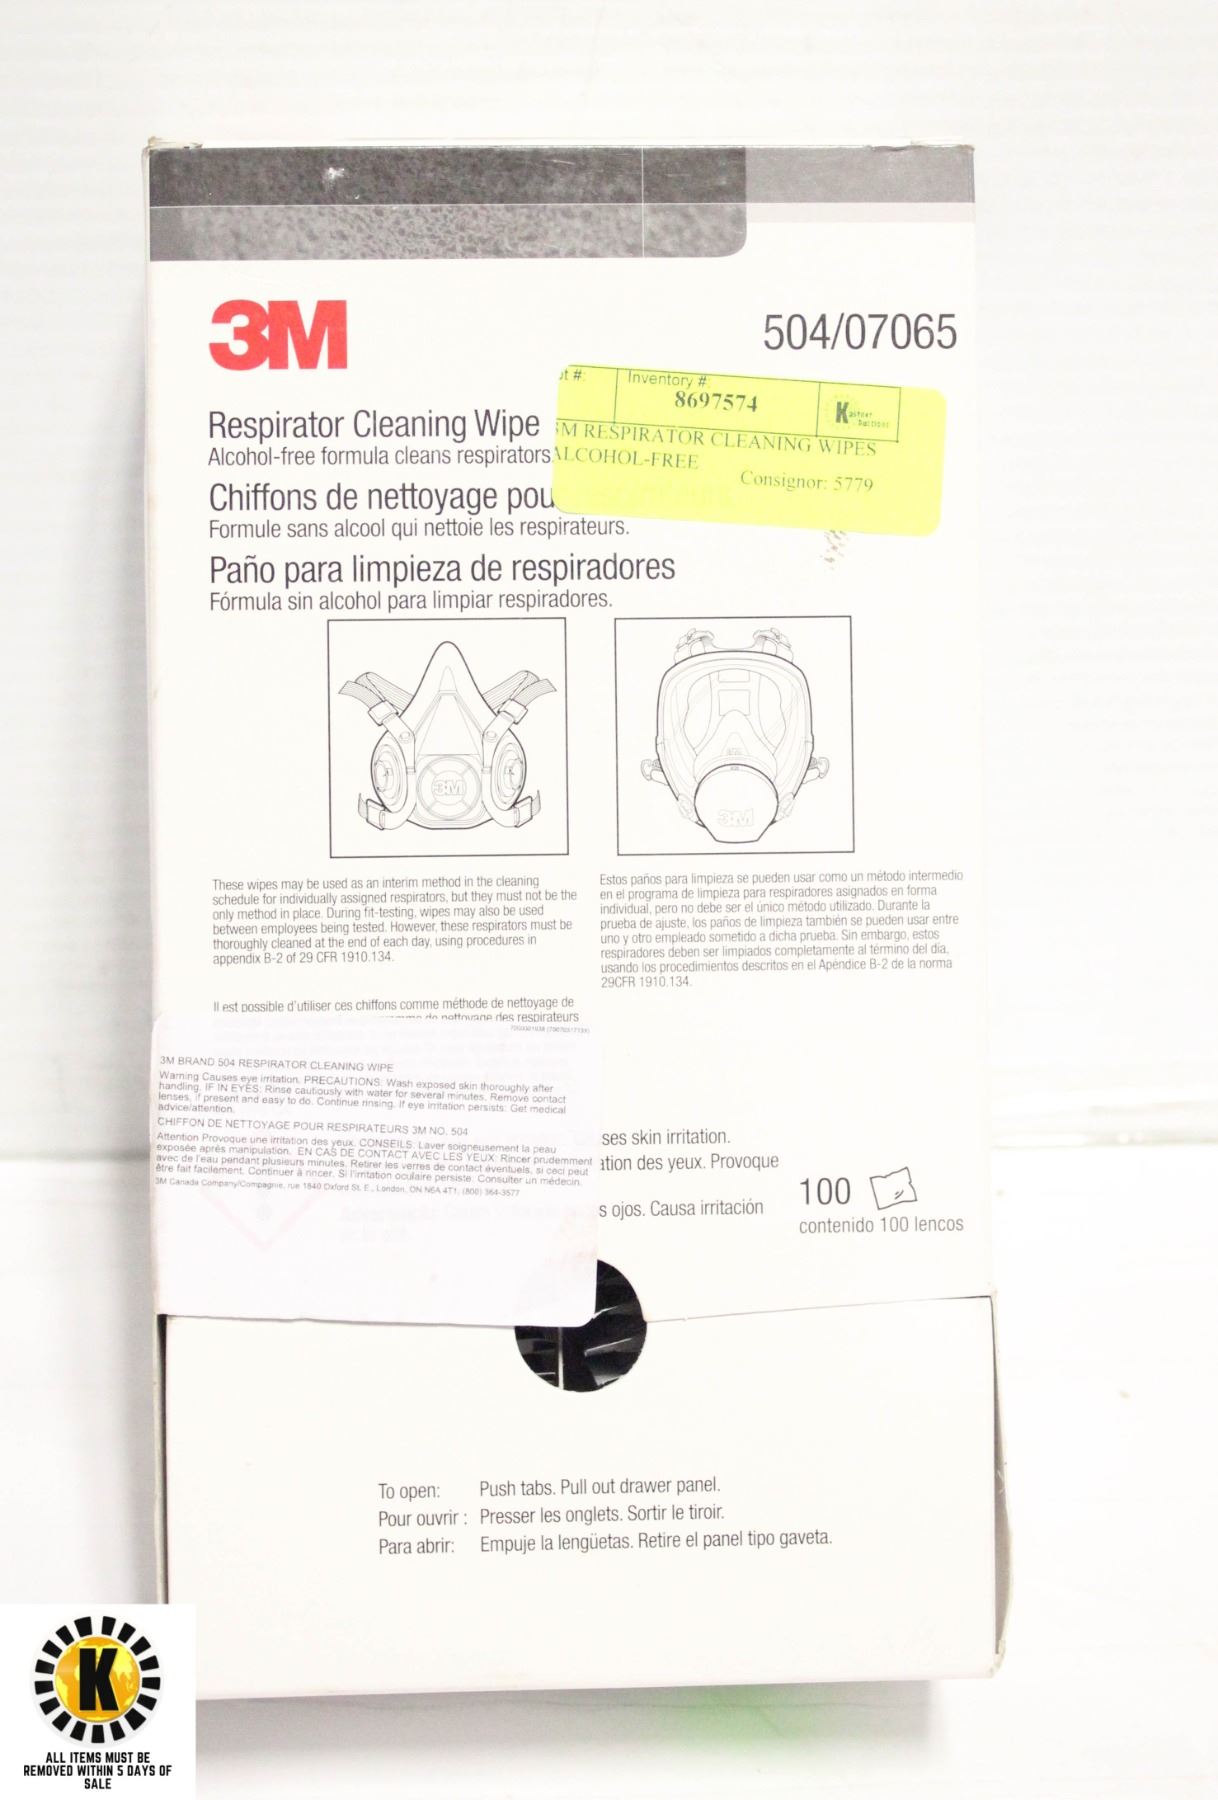 3M
504/07065
Respirator Cleaning Wipe
Alcohol-free formula cleans respirators
Chiffons de nettoyage pou
Formule sans alcool qui nettoie les respirateurs.
Paño para limpieza de respiradores
Fórmula sin alcohol para limpiar respiradores.
Inventory #:
8697574
3M RESPIRATOR CLEANING WIPES
ALCOHOL-FREE
Consignor: 5779
3M
3M
These wipes may be used as an interim method in the cleaning
schedule for individually assigned respirators, but they must not be the
only method in place. During fit-testing, wipes may also be used
between employees being tested. However, these respirators must be
thoroughly cleaned at the end of each day, using procedures in
appendix B-2 of 29 CFR 1910.134.
Estos paños para limpieza se pueden usar como un método intermedio
en el programa de limpieza para respiradores asignados en forma
individual, pero no debe ser el único método utilizado. Durante la
prueba de ajuste, los paños de limpieza también se pueden usar entre
uno y otro empleado sometido a dicha prueba. Sin embargo, estos
respiradores deben ser limpiados completamente al término del día,
usando los procedimientos descritos en el Apéndice B-2 de la norma
29CFR 1910.134.
Il est possible d'utiliser ces chiffons comme méthode de nettoyage de
de nettoyage des respirateurs
3M BRAND 504 RESPIRATOR CLEANING WIPE
Warning Causes eye irritation. PRECAUTIONS: Wash exposed skin thoroughly after
handling. IF IN EYES: Rinse cautiously with water for several minutes. Remove contact
lenses, if present and easy to do. Continue rinsing. If eye irritation persists: Get medical
advice/attention.
CHIFFON DE NETTOYAGE POUR RESPIRATEURS 3M NO. 504
Attention Provoque une irritation des yeux. CONSEILS: Laver soigneusement la peau
exposée après manipulation. EN CAS DE CONTACT AVEC LES YEUX: Rincer prudemment
avec de l'eau pendant plusieurs minutes. Retirer les verres de contact éventuels, si ceci peut
être fait facilement. Continuer à rincer. Si l'irritation oculaire persiste: Consulter un médecin.
3M Canada Company/Compagnie, rue 1840 Oxford St. E., London, ON N6A 4T1; (800) 364-3577
ses skin irritation.
ation des yeux. Provoque
s ojos. Causa irritación
100
contenido 100 lencos
To open: Push tabs. Pull out drawer panel.
Pour ouvrir : Presser les onglets. Sortir le tiroir.
Para abrir: Empuje la lengüetas. Retire el panel tipo gaveta.
K
ALL ITEMS MUST BE
REMOVED WITHIN 5 DAYS OF
SALE